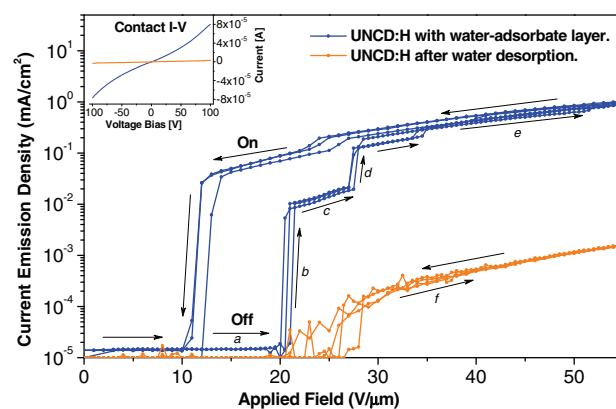 Contact I-V
8x10⁻⁵
4x10⁻⁵
0
-4x10⁻⁵
-8x10⁻⁵
Current [A]
-100 0 100
Voltage Bias [V]
UNCD:H with water-adsorbate layer.
UNCD:H after water desorption.
Current Emission Density (mA/cm²)
10¹
10⁰
10⁻¹
10⁻²
10⁻³
10⁻⁴
10⁻⁵
On
Off
a
b
c
d
e
f
0 10 20 30 40 50
Applied Field (V/μm)